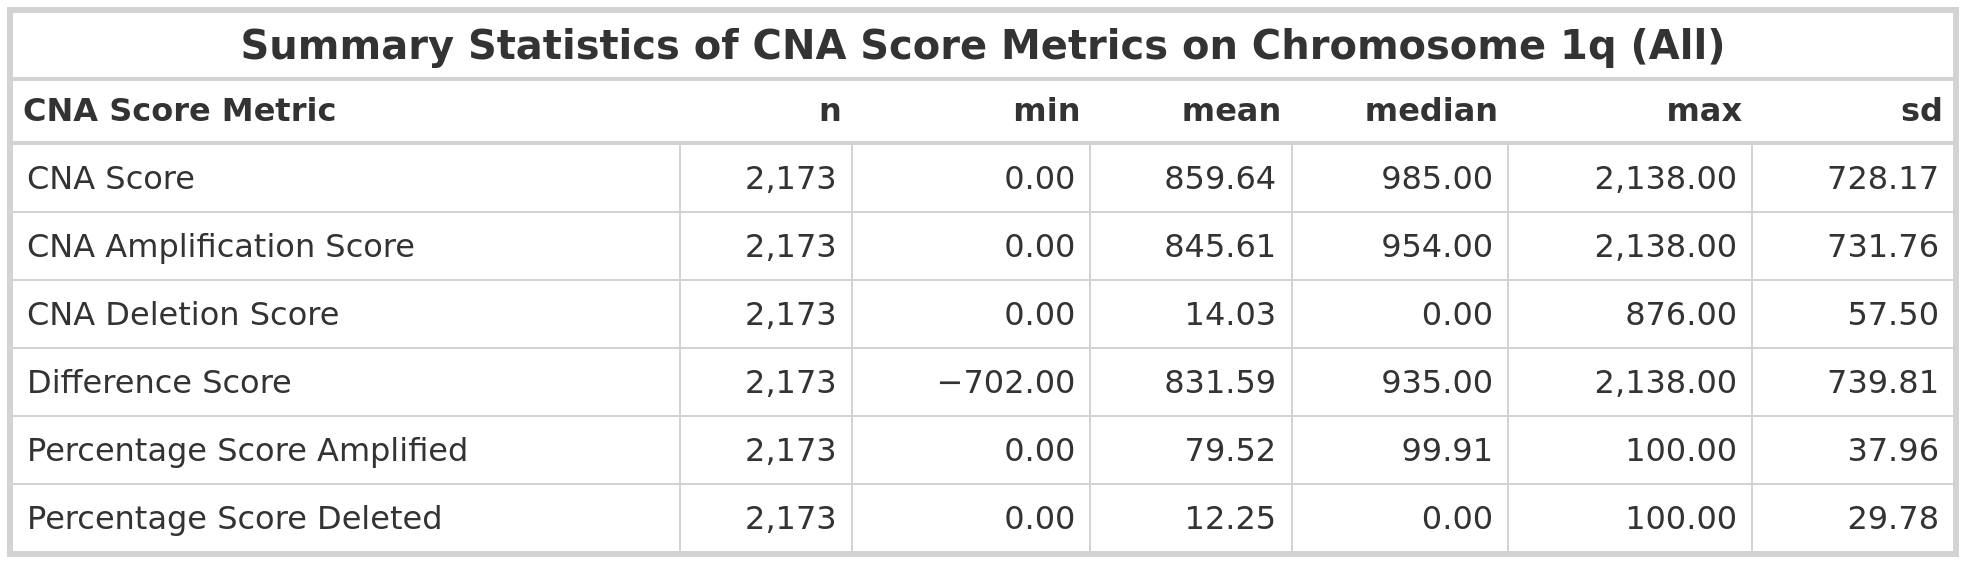 Summary Statistics of CNA Score Metrics on Chromosome 1q (All)
CNA Score Metric n min mean median max sd
CNA Score 2,173 0.00 859.64 985.00 2,138.00 728.17
CNA Amplification Score 2,173 0.00 845.61 954.00 2,138.00 731.76
CNA Deletion Score 2,173 0.00 14.03 0.00 876.00 57.50
Difference Score 2,173 −702.00 831.59 935.00 2,138.00 739.81
Percentage Score Amplified 2,173 0.00 79.52 99.91 100.00 37.96
Percentage Score Deleted 2,173 0.00 12.25 0.00 100.00 29.78